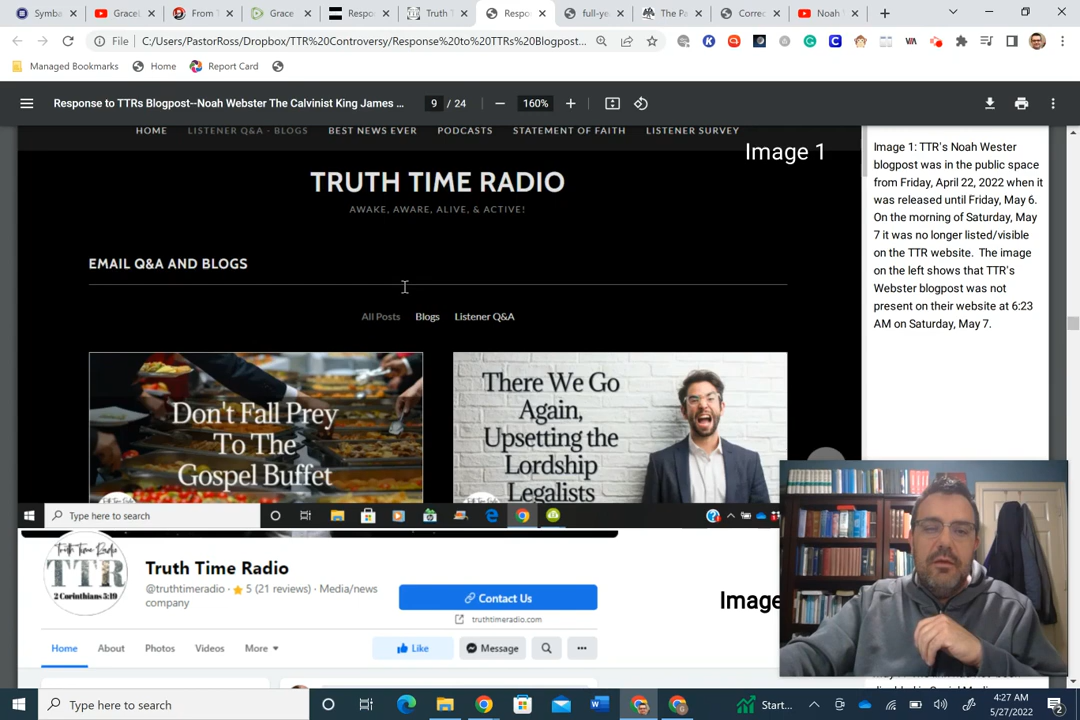 Symba
Grace
From
Grace
Respo
Truth
Respo
full-ye
The Pa
Correc
Noah
File
C:/Users/PastorRoss/Dropbox/TTR%20Controversy/Response%20to%20TTRs%20Blogpost...
Managed Bookmarks
Home
Report Card
Response to TTRs Blogpost--Noah Webster The Calvinist King James ...
9 / 24
160%
HOME
LISTENER Q&A - BLOGS
BEST NEWS EVER
PODCASTS
STATEMENT OF FAITH
LISTENER SURVEY
Image 1
TRUTH TIME RADIO
AWAKE, AWARE, ALIVE, & ACTIVE!
EMAIL Q&A AND BLOGS
All Posts
Blogs
Listener Q&A
Don't Fall Prey
To The
Gospel Buffet
There We Go
Again,
Upsetting the
Lordship
Legalists
Image 1: TTR's Noah Wester
blogpost was in the public space
from Friday, April 22, 2022 when it
was released until Friday, May 6.
On the morning of Saturday, May
7 it was no longer listed/visible
on the TTR website. The image
on the left shows that TTR's
Webster blogpost was not
present on their website at 6:23
AM on Saturday, May 7.
Type here to search
Truth Time Radio
TTR
2 Corinthians 5:19
Truth Time Radio
@truthtimeradio · 5 (21 reviews) · Media/news
company
Contact Us
truthtimeradio.com
Image
Home
About
Photos
Videos
More
Like
Message
Type here to search
Start...
4:27 AM
5/27/2022